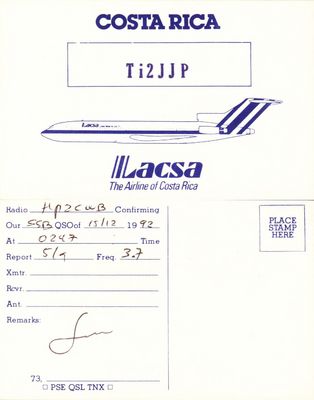 COSTA RICA
Ti2JJP
Lacsa
Lacsa
The Airline of Costa Rica
Radio HP2CWB Confirming
Our SSB QSO of 15/12 1992
At 0247 Time
Report 5/9 Freq. 3.7
Xmtr.
Rcvr.
Ant.
Remarks:
73,
□ PSE QSL TNX □
PLACE
STAMP
HERE